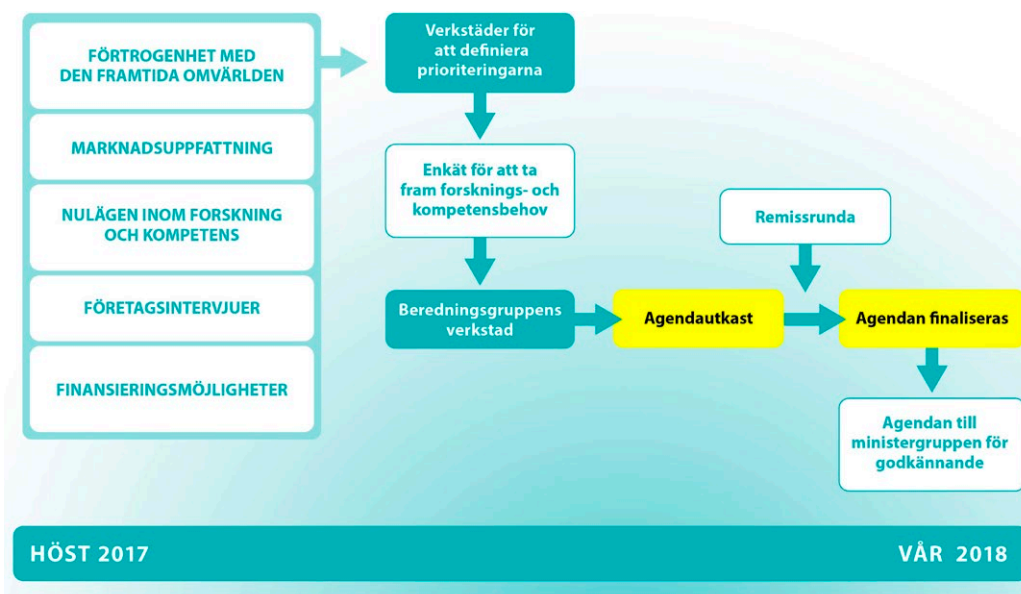 FÖRTROGENHET MED
DEN FRAMTIDA OMVÄRLDEN
MARKNADSUPPFATTNING
NULÄGEN INOM FORSKNING
OCH KOMPETENS
FÖRETAGSINTERVJUER
FINANSIERINGSMÖJLIGHETER
Verkstäder för
att definiera
prioriteringarna
Enkät för att ta
fram forsknings- och
kompetensbehov
Beredningsgruppens
verkstad
Agendautkast
Remissrunda
Agendan finaliseras
Agendan till
ministergruppen för
godkännande
HÖST 2017
VÅR 2018